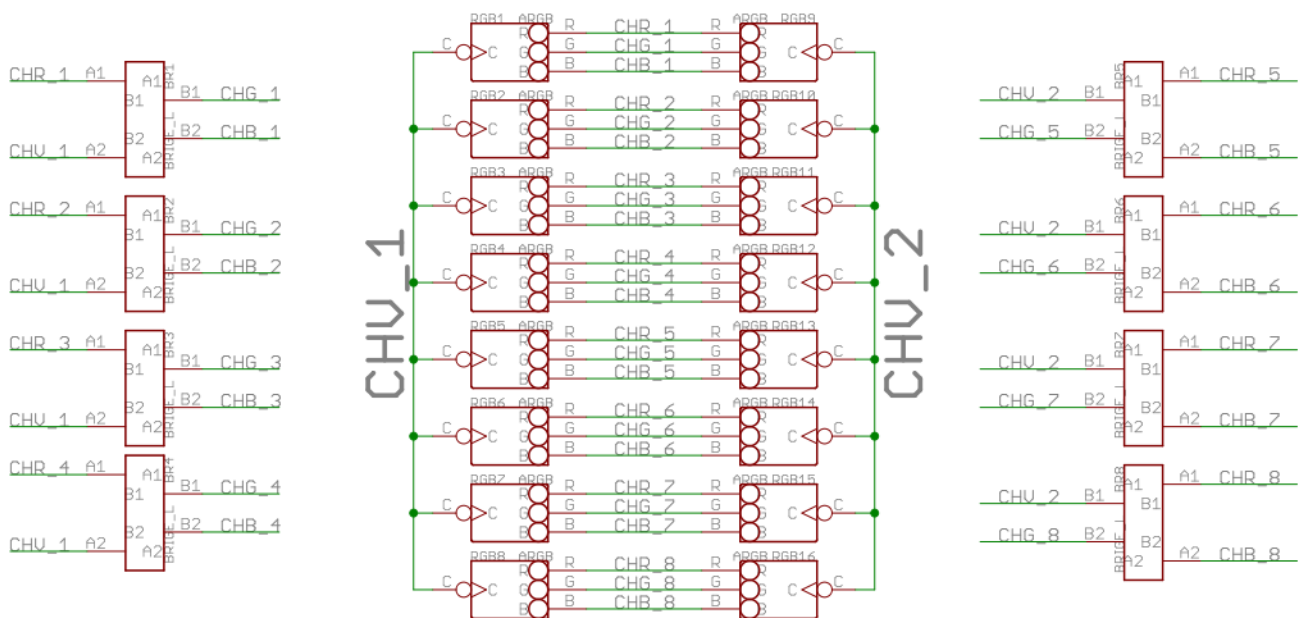 CHR_1 A1 A1 BR1
B1 B1 CHG_1
B2 B2 CHB_1
CHV_1 A2 A2 BRIGE_L
CHR_2 A1 A1 BR2
B1 B1 CHG_2
B2 B2 CHB_2
CHV_1 A2 A2 BRIGE_L
CHR_3 A1 A1 BR3
B1 B1 CHG_3
B2 B2 CHB_3
CHV_1 A2 A2 BRIGE_L
CHR_4 A1 A1 BR4
B1 B1 CHG_4
B2 B2 CHB_4
CHV_1 A2 A2 BRIGE_L
CHV_1
RGB1 ARGB ARGB RGB9
R R CHR_1 R R
C C G G CHG_1 G G C C
B B CHB_1 B B
RGB2 ARGB ARGB RGB10
R R CHR_2 R R
C C G G CHG_2 G G C C
B B CHB_2 B B
RGB3 ARGB ARGB RGB11
R R CHR_3 R R
C C G G CHG_3 G G C C
B B CHB_3 B B
RGB4 ARGB ARGB RGB12
R R CHR_4 R R
C C G G CHG_4 G G C C
B B CHB_4 B B
RGB5 ARGB ARGB RGB13
R R CHR_5 R R
C C G G CHG_5 G G C C
B B CHB_5 B B
RGB6 ARGB ARGB RGB14
R R CHR_6 R R
C C G G CHG_6 G G C C
B B CHB_6 B B
RGB7 ARGB ARGB RGB15
R R CHR_7 R R
C C G G CHG_7 G G C C
B B CHB_7 B B
RGB8 ARGB ARGB RGB16
R R CHR_8 R R
C C G G CHG_8 G G C C
B B CHB_8 B B
CHV_2
BR5 A1 A1 CHR_5
CHV_2 B1 B1
CHG_5 B2 B2
BRIGE_L A2 A2 CHB_5
BR6 A1 A1 CHR_6
CHV_2 B1 B1
CHG_6 B2 B2
BRIGE_L A2 A2 CHB_6
BR7 A1 A1 CHR_7
CHV_2 B1 B1
CHG_7 B2 B2
BRIGE_L A2 A2 CHB_7
BR8 A1 A1 CHR_8
CHV_2 B1 B1
CHG_8 B2 B2
BRIGE_L A2 A2 CHB_8